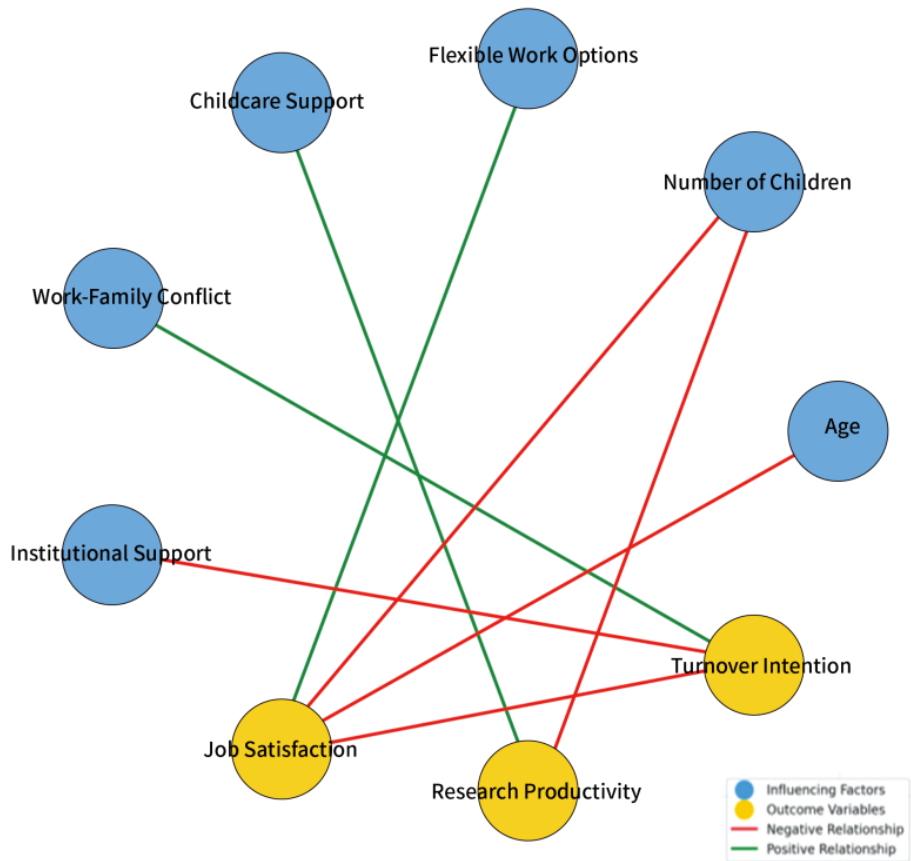 Flexible Work Options
Childcare Support
Number of Children
Work-Family Conflict
Age
Institutional Support
Turnover Intention
Job Satisfaction
Research Productivity
Influencing Factors
Outcome Variables
Negative Relationship
Positive Relationship